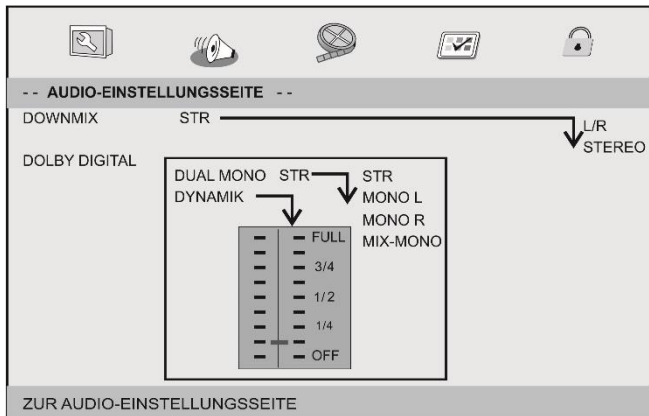 -- AUDIO-EINSTELLUNGSSEITE --
DOWNMIX STR L/R
STEREO
DOLBY DIGITAL
DUAL MONO STR STR
DYNAMIK MONO L
MONO R
FULL MIX-MONO
3/4
1/2
1/4
OFF
ZUR AUDIO-EINSTELLUNGSSEITE